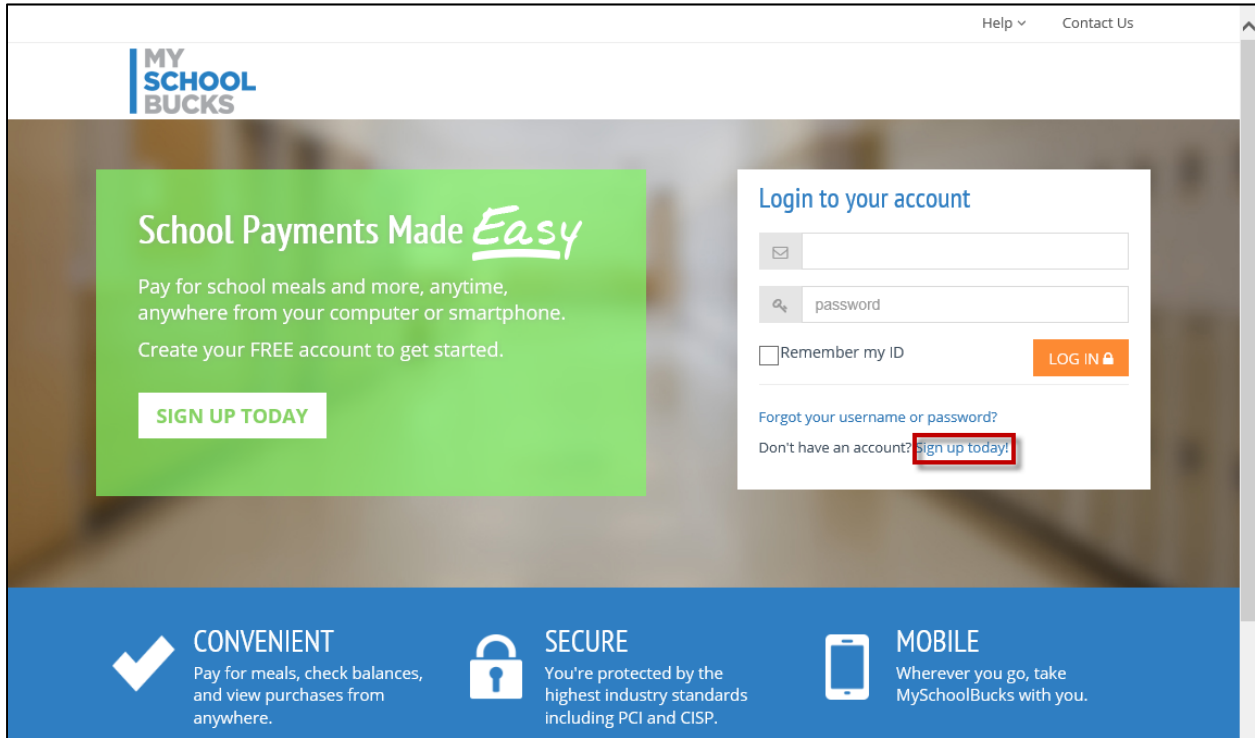 Help
Contact Us
MY
SCHOOL
BUCKS
School Payments Made Easy
Pay for school meals and more, anytime,
anywhere from your computer or smartphone.
Create your FREE account to get started.
SIGN UP TODAY
Login to your account
password
Remember my ID
LOG IN
Forgot your username or password?
Don't have an account? Sign up today!
CONVENIENT
Pay for meals, check balances,
and view purchases from
anywhere.
SECURE
You're protected by the
highest industry standards
including PCI and CISP.
MOBILE
Wherever you go, take
MySchoolBucks with you.